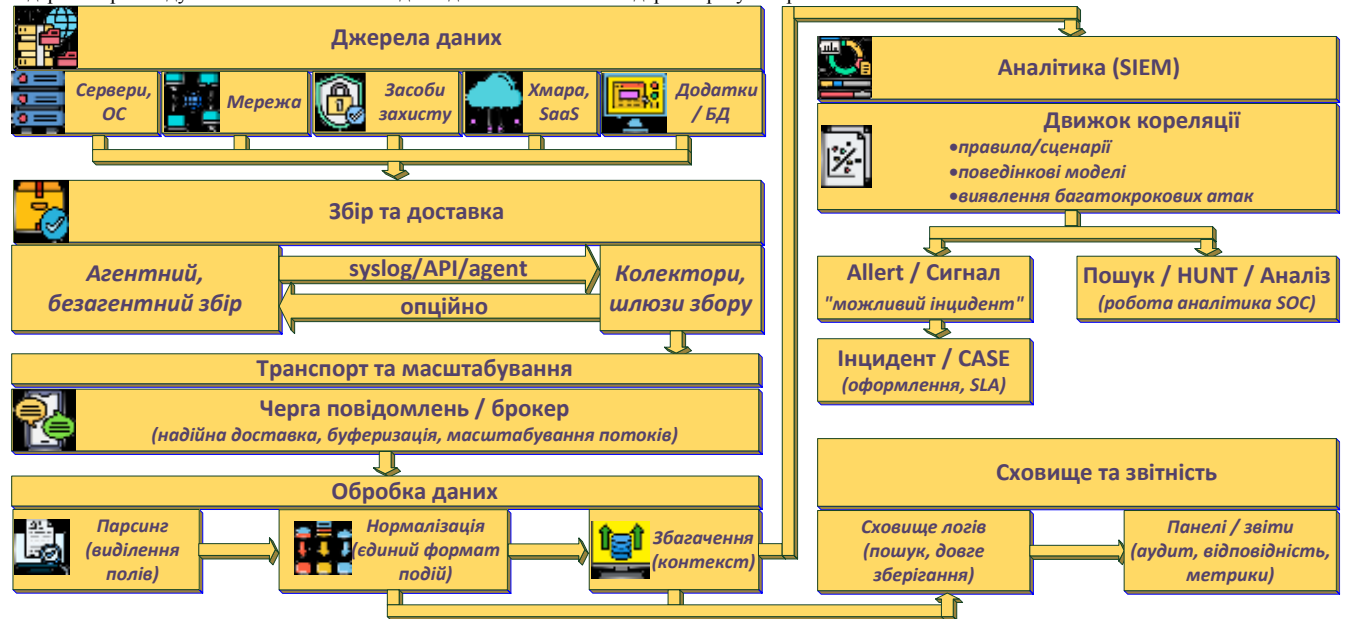 Джерела даних
Сервери,
ОС
Мережа
Засоби
захисту
Хмара,
SaaS
Додатки
/ БД
Збір та доставка
Агентний,
безагентний збір
syslog/API/agent
опційно
Колектори,
шлюзи збору
Транспорт та масштабування
Черга повідомлень / брокер
(надійна доставка, буферизація, масштабування потоків)
Обробка даних
Парсинг
(виділення
полів)
Нормалізація
(єдиний формат
подій)
Збагачення
(контекст)
Аналітика (SIEM)
Движок кореляції
•правила/сценарії
•поведінкові моделі
•виявлення багатокрокових атак
Allert / Сигнал
"можливий інцидент"
Пошук / HUNT / Аналіз
(робота аналітика SOC)
Інцидент / CASE
(оформлення, SLA)
Сховище та звітність
Сховище логів
(пошук, довге
зберігання)
Панелі / звіти
(аудит, відповідність,
метрики)